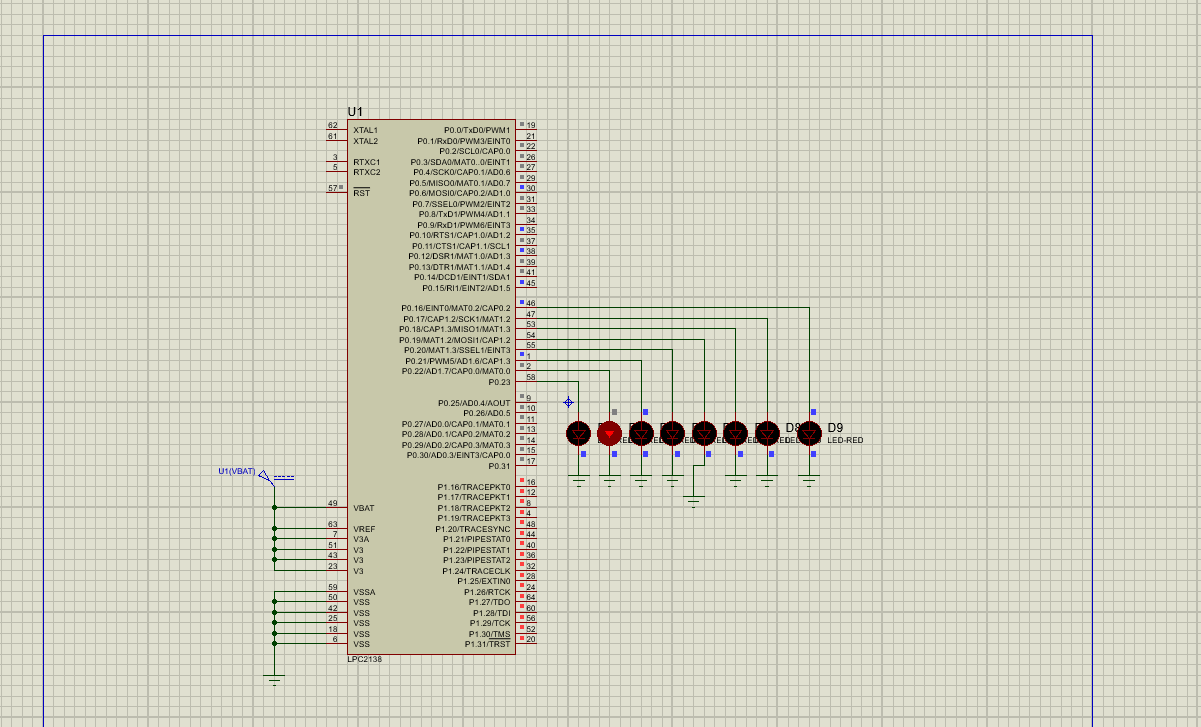 U1
62 XTAL1 P0.0/TxD0/PWM1 19
61 XTAL2 P0.1/RxD0/PWM3/EINT0 21
P0.2/SCL0/CAP0.0 22
3 RTXC1 P0.3/SDA0/MAT0..0/EINT1 26
5 RTXC2 P0.4/SCK0/CAP0.1/AD0.6 27
P0.5/MISO0/MAT0.1/AD0.7 29
57 RST P0.6/MOSI0/CAP0.2/AD1.0 30
P0.7/SSEL0/PWM2/EINT2 31
P0.8/TxD1/PWM4/AD1.1 33
P0.9/RxD1/PWM6/EINT3 34
P0.10/RTS1/CAP1.0/AD1.2 35
P0.11/CTS1/CAP1.1/SCL1 37
P0.12/DSR1/MAT1.0/AD1.3 38
P0.13/DTR1/MAT1.1/AD1.4 39
P0.14/DCD1/EINT1/SDA1 41
P0.15/RI1/EINT2/AD1.5 45
P0.16/EINT0/MAT0.2/CAP0.2 46
P0.17/CAP1.2/SCK1/MAT1.2 47
P0.18/CAP1.3/MISO1/MAT1.3 53
P0.19/MAT1.2/MOSI1/CAP1.2 54
P0.20/MAT1.3/SSEL1/EINT3 55
P0.21/PWM5/AD1.6/CAP1.3 1
P0.22/AD1.7/CAP0.0/MAT0.0 2
P0.23 58
P0.25/AD0.4/AOUT 9
P0.26/AD0.5 10
P0.27/AD0.0/CAP0.1/MAT0.1 11
P0.28/AD0.1/CAP0.2/MAT0.2 13
P0.29/AD0.2/CAP0.3/MAT0.3 14
P0.30/AD0.3/EINT3/CAP0.0 15
P0.31 17
D8 D9
LED-RED
U1(VBAT)
P1.16/TRACEPKT0 16
P1.17/TRACEPKT1 12
49 VBAT P1.18/TRACEPKT2 8
P1.19/TRACEPKT3 4
63 VREF P1.20/TRACESYNC 48
7 V3A P1.21/PIPESTAT0 44
51 V3 P1.22/PIPESTAT1 40
43 V3 P1.23/PIPESTAT2 36
23 V3 P1.24/TRACECLK 32
P1.25/EXTIN0 28
59 VSSA P1.26/RTCK 24
50 VSS P1.27/TDO 64
42 VSS P1.28/TDI 60
25 VSS P1.29/TCK 56
18 VSS P1.30/TMS 52
6 VSS P1.31/TRST 20
LPC2138